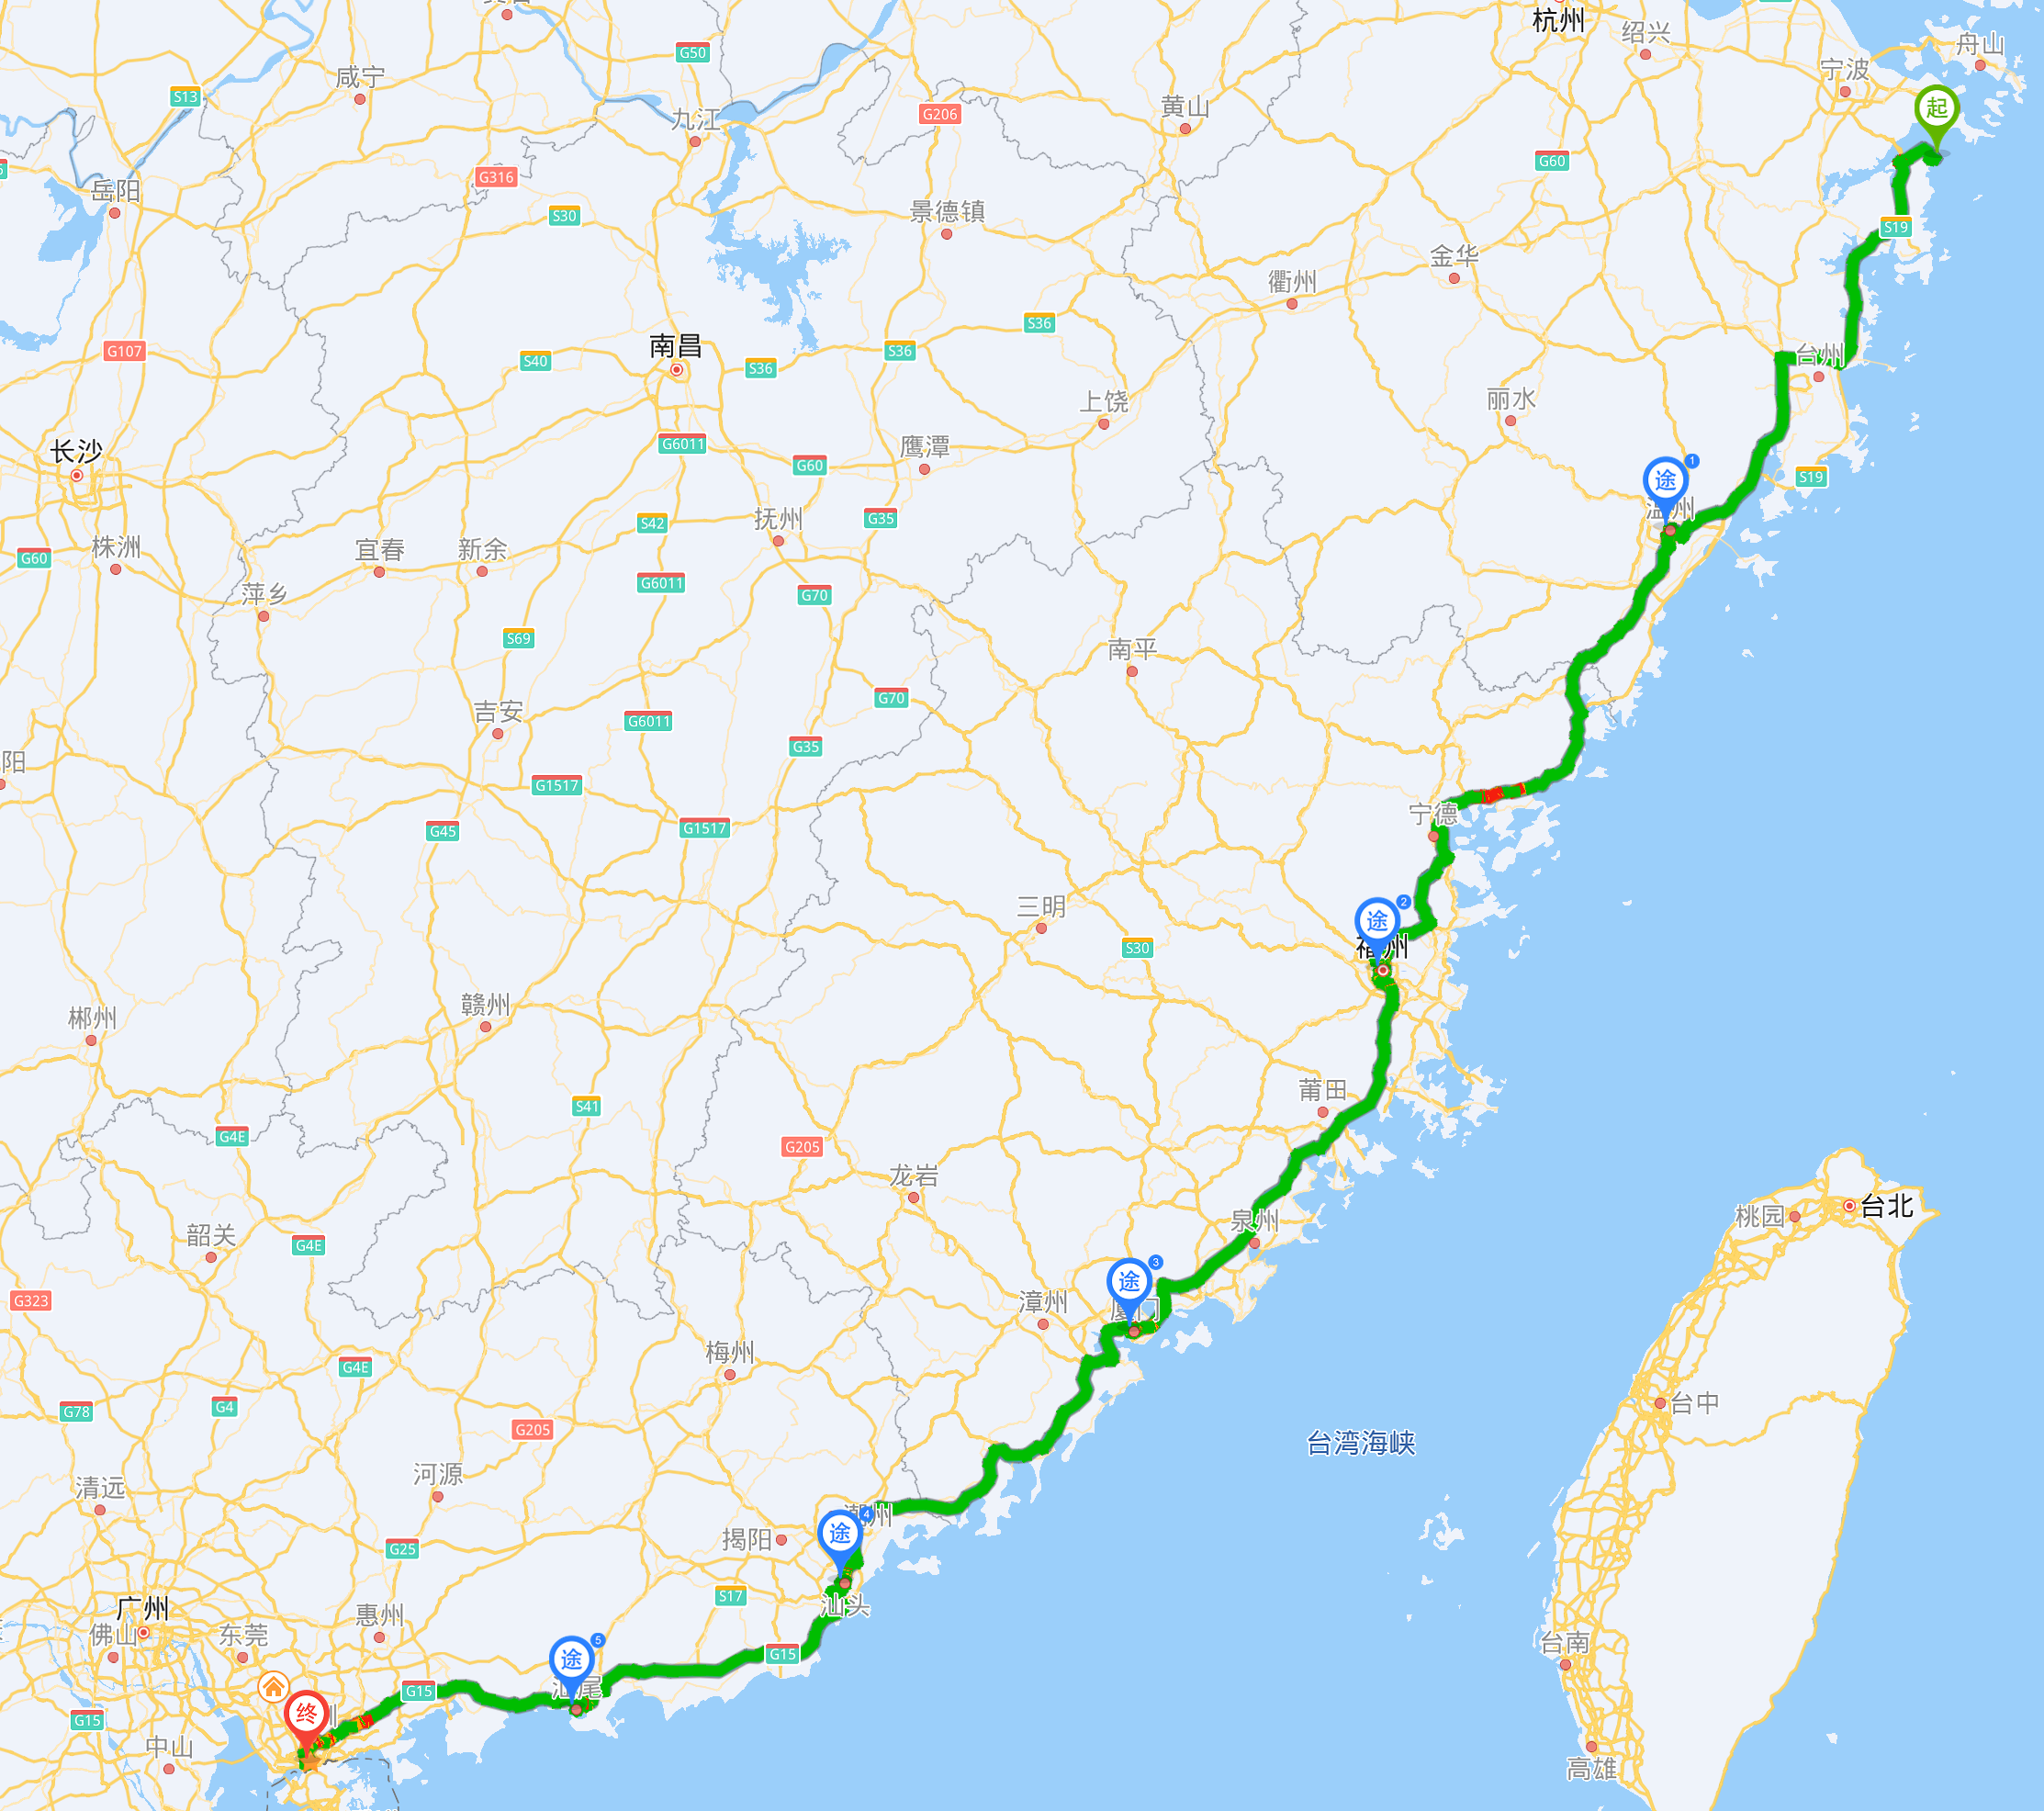 杭州
绍兴
舟山
宁波
咸宁
G50
S13
九江
G206
黄山
起
G60
岳阳
G316
S30
景德镇
S19
金华
衢州
G107
南昌
S40
S36
S36
S36
台州
上饶
丽水
长沙
G6011
G60
鹰潭
途
1
S19
温州
株洲
G60
宜春
新余
S42
抚州
G35
萍乡
G6011
G70
S69
南平
吉安
G6011
G70
G35
阳
G1517
G45
G1517
宁德
三明
S30
途
2
福州
郴州
赣州
S41
G4E
莆田
G205
龙岩
韶关
G4E
泉州
桃园
台北
G323
漳州
途
3
厦门
梅州
G4E
G78
G4
G205
台中
台湾海峡
清远
河源
潮州
途
4
揭阳
G25
S17
汕头
广州
佛山
东莞
惠州
途
5
汕尾
G15
G15
G15
终
中山
台南
高雄